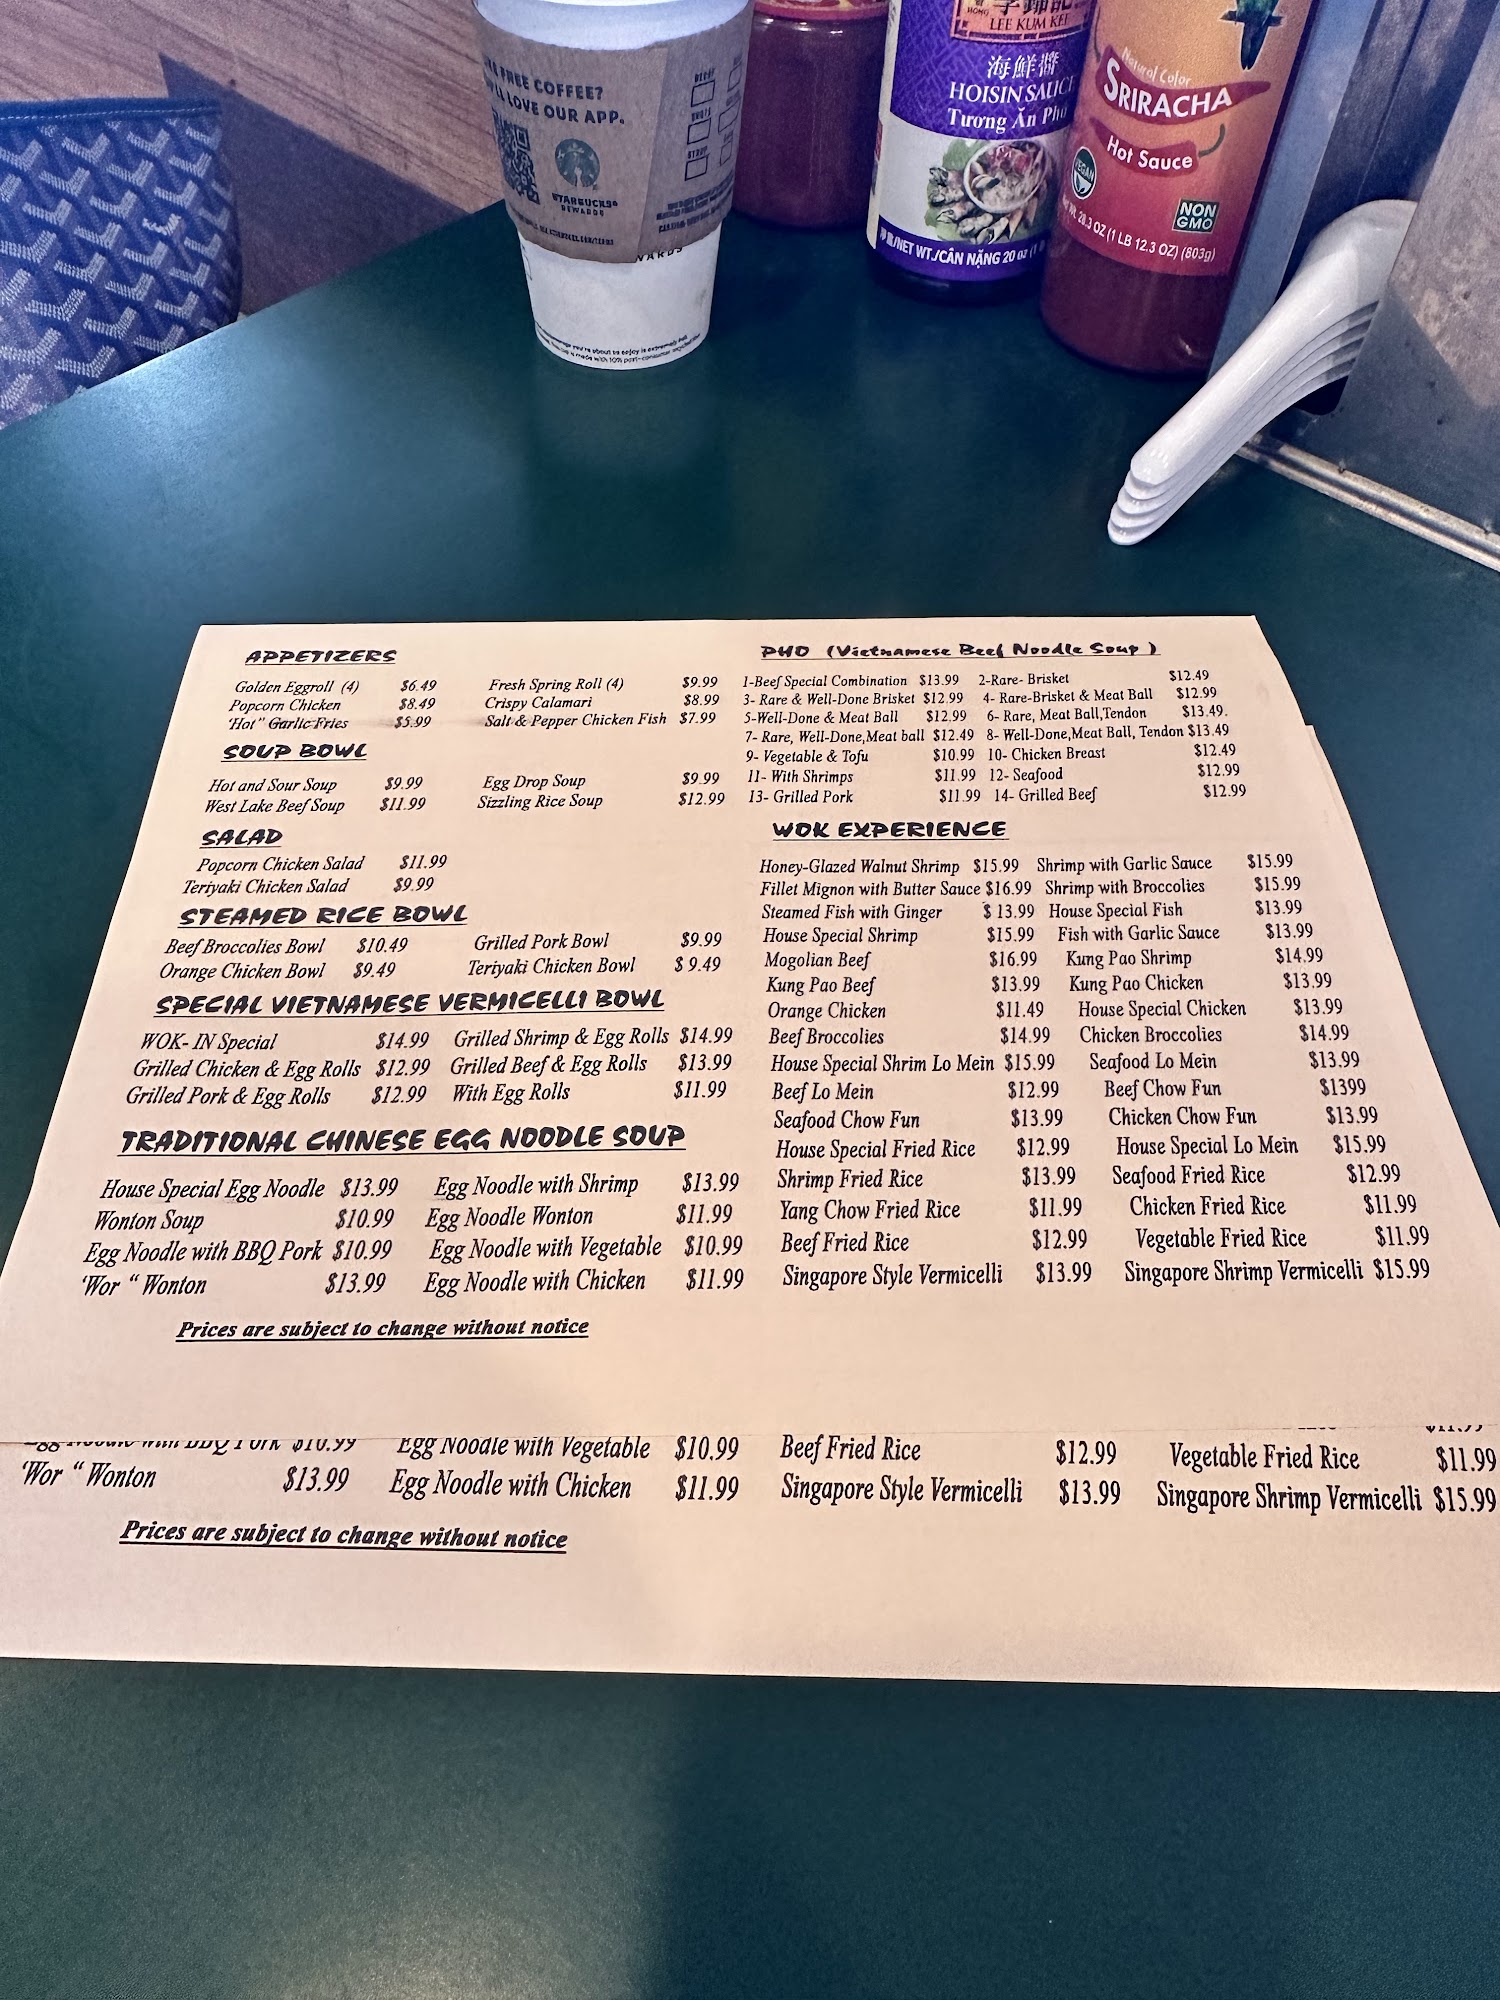 FREE COFFEE?
LOVE OUR APP.
STARBUCKS®
REWARDS
李錦記
LEE KUM KEE
海鮮醬
HOISIN SAUCE
Tương Ăn Phở
NET WT./CÂN NẶNG 20 oz
Natural Color
SRIRACHA
Hot Sauce
VEGAN
NON
GMO
28.3 OZ (1 LB 12.3 OZ) (803g)
APPETIZERS
Golden Eggroll (4) $6.49 Fresh Spring Roll (4) $9.99
Popcorn Chicken $8.49 Crispy Calamari $8.99
'Hot" Garlic Fries $5.99 Salt & Pepper Chicken Fish $7.99
SOUP BOWL
Hot and Sour Soup $9.99 Egg Drop Soup $9.99
West Lake Beef Soup $11.99 Sizzling Rice Soup $12.99
SALAD
Popcorn Chicken Salad $11.99
Teriyaki Chicken Salad $9.99
STEAMED RICE BOWL
Beef Broccolies Bowl $10.49 Grilled Pork Bowl $9.99
Orange Chicken Bowl $9.49 Teriyaki Chicken Bowl $ 9.49
SPECIAL VIETNAMESE VERMICELLI BOWL
WOK- IN Special $14.99 Grilled Shrimp & Egg Rolls $14.99
Grilled Chicken & Egg Rolls $12.99 Grilled Beef & Egg Rolls $13.99
Grilled Pork & Egg Rolls $12.99 With Egg Rolls $11.99
TRADITIONAL CHINESE EGG NOODLE SOUP
House Special Egg Noodle $13.99 Egg Noodle with Shrimp $13.99
Wonton Soup $10.99 Egg Noodle Wonton $11.99
Egg Noodle with BBQ Pork $10.99 Egg Noodle with Vegetable $10.99
'Wor " Wonton $13.99 Egg Noodle with Chicken $11.99
Prices are subject to change without notice
PHO (Vietnamese Beef Noodle Soup )
1-Beef Special Combination $13.99 2-Rare- Brisket $12.49
3- Rare & Well-Done Brisket $12.99 4- Rare-Brisket & Meat Ball $12.99
5-Well-Done & Meat Ball $12.99 6- Rare, Meat Ball,Tendon $13.49.
7- Rare, Well-Done,Meat ball $12.49 8- Well-Done,Meat Ball, Tendon $13.49
9- Vegetable & Tofu $10.99 10- Chicken Breast $12.49
11- With Shrimps $11.99 12- Seafood $12.99
13- Grilled Pork $11.99 14- Grilled Beef $12.99
WOK EXPERIENCE
Honey-Glazed Walnut Shrimp $15.99 Shrimp with Garlic Sauce $15.99
Fillet Mignon with Butter Sauce $16.99 Shrimp with Broccolies $15.99
Steamed Fish with Ginger $ 13.99 House Special Fish $13.99
House Special Shrimp $15.99 Fish with Garlic Sauce $13.99
Mogolian Beef $16.99 Kung Pao Shrimp $14.99
Kung Pao Beef $13.99 Kung Pao Chicken $13.99
Orange Chicken $11.49 House Special Chicken $13.99
Beef Broccolies $14.99 Chicken Broccolies $14.99
House Special Shrim Lo Mein $15.99 Seafood Lo Mein $13.99
Beef Lo Mein $12.99 Beef Chow Fun $1399
Seafood Chow Fun $13.99 Chicken Chow Fun $13.99
House Special Fried Rice $12.99 House Special Lo Mein $15.99
Shrimp Fried Rice $13.99 Seafood Fried Rice $12.99
Yang Chow Fried Rice $11.99 Chicken Fried Rice $11.99
Beef Fried Rice $12.99 Vegetable Fried Rice $11.99
Singapore Style Vermicelli $13.99 Singapore Shrimp Vermicelli $15.99
Egg Noodle with BBQ Pork $10.99 Egg Noodle with Vegetable $10.99 Beef Fried Rice $12.99 Vegetable Fried Rice $11.99
'Wor " Wonton $13.99 Egg Noodle with Chicken $11.99 Singapore Style Vermicelli $13.99 Singapore Shrimp Vermicelli $15.99
Prices are subject to change without notice